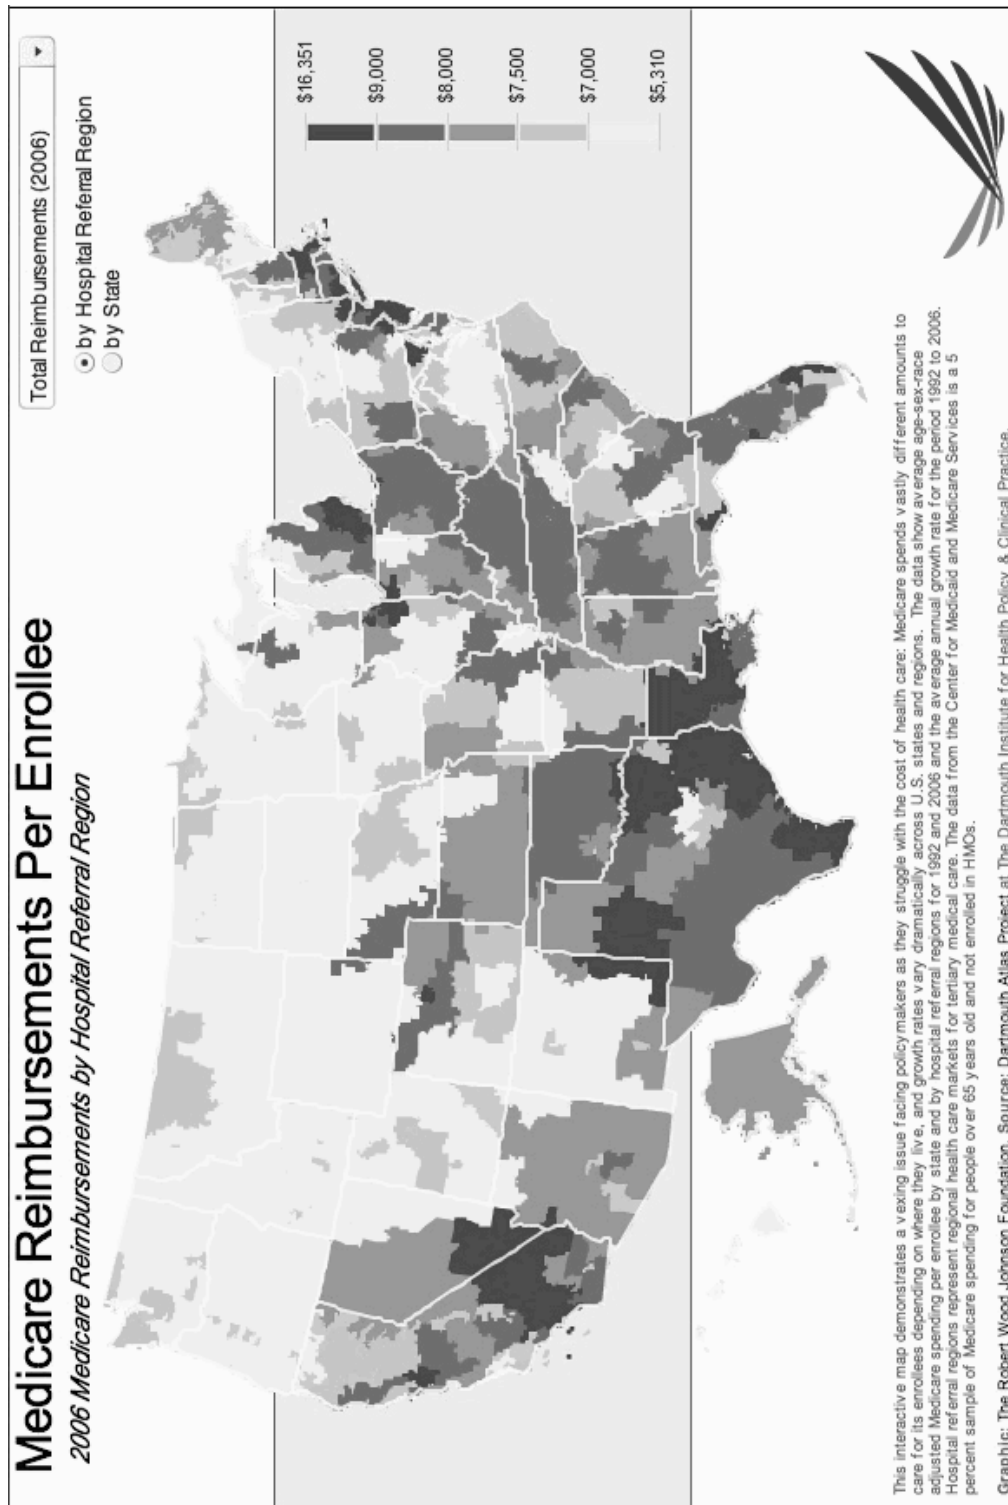 Medicare Reimbursements Per Enrollee
2006 Medicare Reimbursements by Hospital Referral Region
Total Reimbursements (2006)
by Hospital Referral Region
by State
$16,351
$9,000
$8,000
$7,500
$7,000
$5,310
This interactive map demonstrates a vexing issue facing policymakers as they struggle with the cost of health care: Medicare spends vastly different amounts to
care for its enrollees depending on where they live, and growth rates vary dramatically across U.S. states and regions. The data show average age-sex-race
adjusted Medicare spending per enrollee by state and by hospital referral regions for 1992 and 2006 and the average annual growth rate for the period 1992 to 2006.
Hospital referral regions represent regional health care markets for tertiary medical care. The data from the Center for Medicaid and Medicare Services is a 5
percent sample of Medicare spending for people over 65 years old and not enrolled in HMOs.
Graphic: The Robert Wood Johnson Foundation. Source: Dartmouth Atlas Project at The Dartmouth Institute for Health Policy & Clinical Practice.